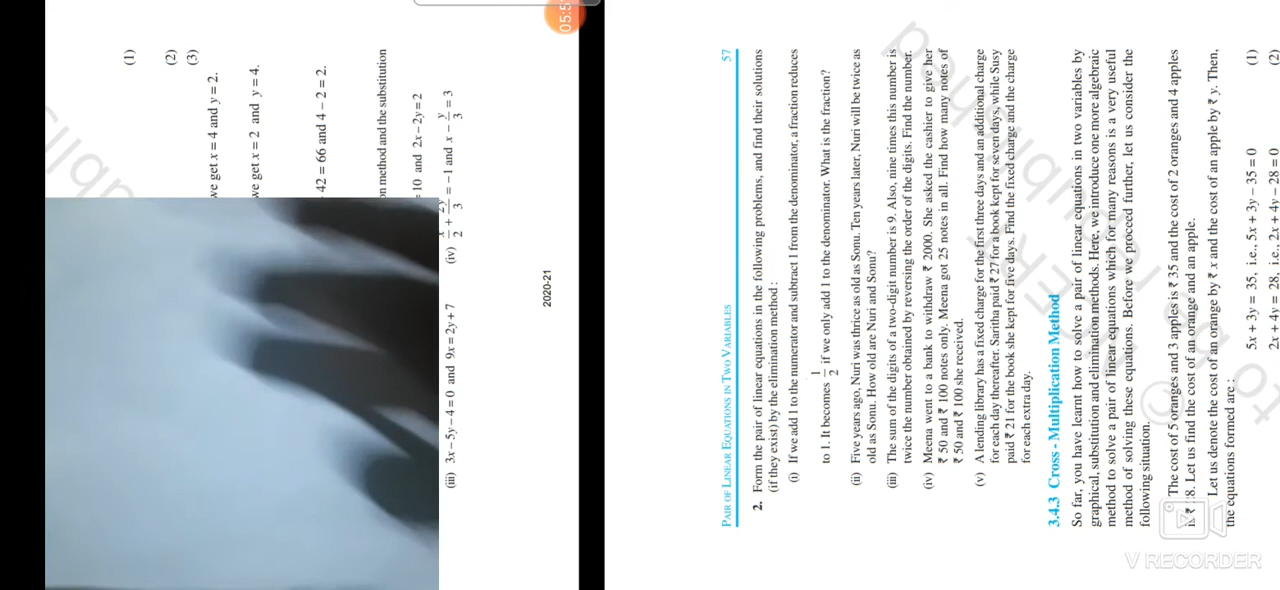 (1)
(2)
(3)
we get x = 4 and y = 2.
we get x = 2 and y = 4.
42 = 66 and 4 – 2 = 2.
method and the substitution
10 and 2x – 2y = 2
(iii) 3x – 5y – 4 = 0 and 9x = 2y + 7
(iv) x/2 + 2y/3 = –1 and x – y/3 = 3
2020-21
05:5
PAIR OF LINEAR EQUATIONS IN TWO VARIABLES 57
2. Form the pair of linear equations in the following problems, and find their solutions
(if they exist) by the elimination method :
(i) If we add 1 to the numerator and subtract 1 from the denominator, a fraction reduces
to 1. It becomes 1/2 if we only add 1 to the denominator. What is the fraction?
(ii) Five years ago, Nuri was thrice as old as Sonu. Ten years later, Nuri will be twice as
old as Sonu. How old are Nuri and Sonu?
(iii) The sum of the digits of a two-digit number is 9. Also, nine times this number is
twice the number obtained by reversing the order of the digits. Find the number.
(iv) Meena went to a bank to withdraw ₹ 2000. She asked the cashier to give her
₹ 50 and ₹ 100 notes only. Meena got 25 notes in all. Find how many notes of
₹ 50 and ₹ 100 she received.
(v) A lending library has a fixed charge for the first three days and an additional charge
for each day thereafter. Saritha paid ₹ 27 for a book kept for seven days, while Susy
paid ₹ 21 for the book she kept for five days. Find the fixed charge and the charge
for each extra day.
3.4.3 Cross - Multiplication Method
So far, you have learnt how to solve a pair of linear equations in two variables by
graphical, substitution and elimination methods. Here, we introduce one more algebraic
method to solve a pair of linear equations which for many reasons is a very useful
method of solving these equations. Before we proceed further, let us consider the
following situation.
The cost of 5 oranges and 3 apples is ₹ 35 and the cost of 2 oranges and 4 apples
is ₹ 28. Let us find the cost of an orange and an apple.
Let us denote the cost of an orange by ₹ x and the cost of an apple by ₹ y. Then,
the equations formed are :
5x + 3y = 35, i.e., 5x + 3y – 35 = 0 (1)
2x + 4y = 28, i.e., 2x + 4y – 28 = 0 (2)
V RECORDER